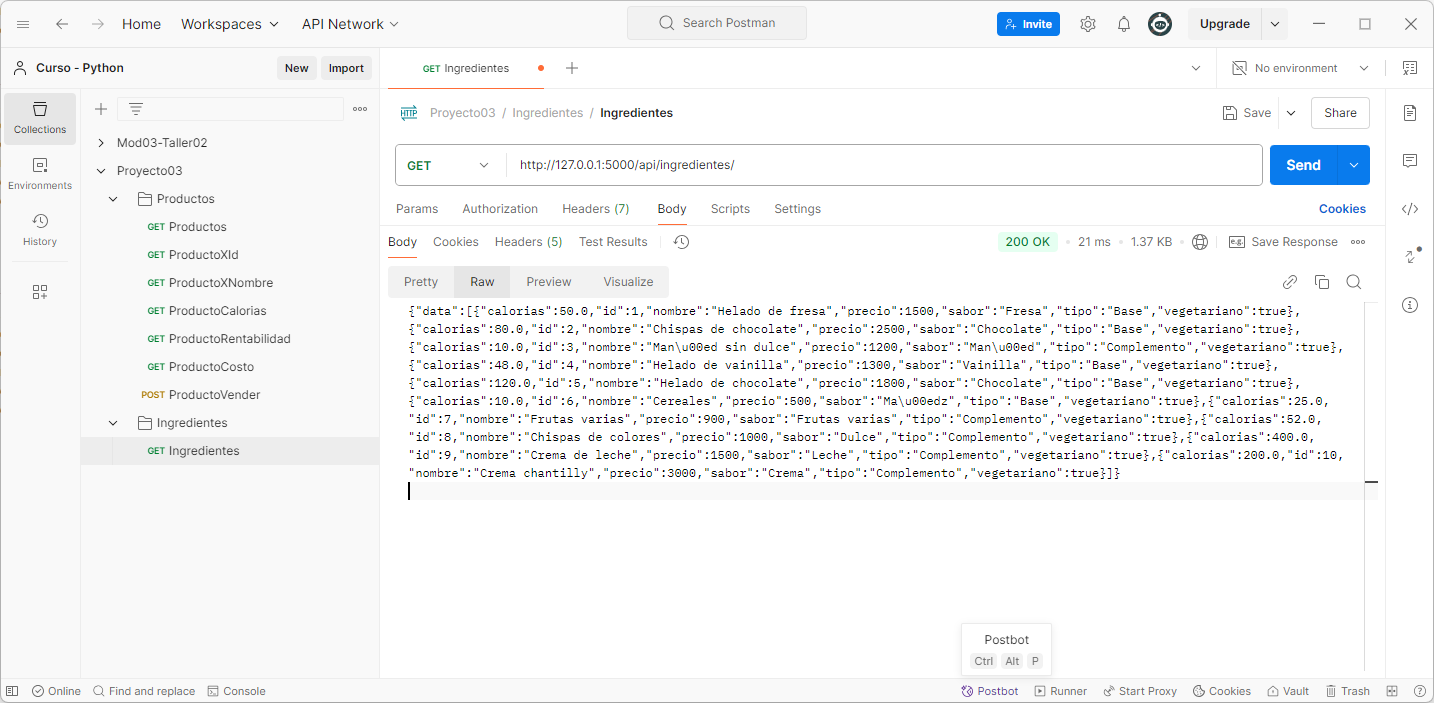 Home Workspaces API Network Search Postman Invite Upgrade
Curso - Python New Import GET Ingredientes No environment
Collections
Environments
History
Mod03-Taller02
Proyecto03
Productos
GET Productos
GET ProductoXId
GET ProductoXNombre
GET ProductoCalorias
GET ProductoRentabilidad
GET ProductoCosto
POST ProductoVender
Ingredientes
GET Ingredientes
HTTP Proyecto03 / Ingredientes / Ingredientes Save Share
GET http://127.0.0.1:5000/api/ingredientes/ Send
Params Authorization Headers (7) Body Scripts Settings Cookies
Body Cookies Headers (5) Test Results 200 OK 21 ms 1.37 KB e.g. Save Response
Pretty Raw Preview Visualize
{"data":[{"calorias":50.0,"id":1,"nombre":"Helado de fresa","precio":1500,"sabor":"Fresa","tipo":"Base","vegetariano":true},
{"calorias":80.0,"id":2,"nombre":"Chispas de chocolate","precio":2500,"sabor":"Chocolate","tipo":"Base","vegetariano":true},
{"calorias":10.0,"id":3,"nombre":"Man\u00ed sin dulce","precio":1200,"sabor":"Man\u00ed","tipo":"Complemento","vegetariano":true},
{"calorias":48.0,"id":4,"nombre":"Helado de vainilla","precio":1300,"sabor":"Vainilla","tipo":"Base","vegetariano":true},
{"calorias":120.0,"id":5,"nombre":"Helado de chocolate","precio":1800,"sabor":"Chocolate","tipo":"Base","vegetariano":true},
{"calorias":10.0,"id":6,"nombre":"Cereales","precio":500,"sabor":"Ma\u00edz","tipo":"Base","vegetariano":true},{"calorias":25.0,
"id":7,"nombre":"Frutas varias","precio":900,"sabor":"Frutas varias","tipo":"Complemento","vegetariano":true},{"calorias":52.0,
"id":8,"nombre":"Chispas de colores","precio":1000,"sabor":"Dulce","tipo":"Complemento","vegetariano":true},{"calorias":400.0,
"id":9,"nombre":"Crema de leche","precio":1500,"sabor":"Leche","tipo":"Complemento","vegetariano":true},{"calorias":200.0,"id":10,
"nombre":"Crema chantilly","precio":3000,"sabor":"Crema","tipo":"Complemento","vegetariano":true}]}
Postbot
Ctrl Alt P
Online Find and replace Console Postbot Runner Start Proxy Cookies Vault Trash